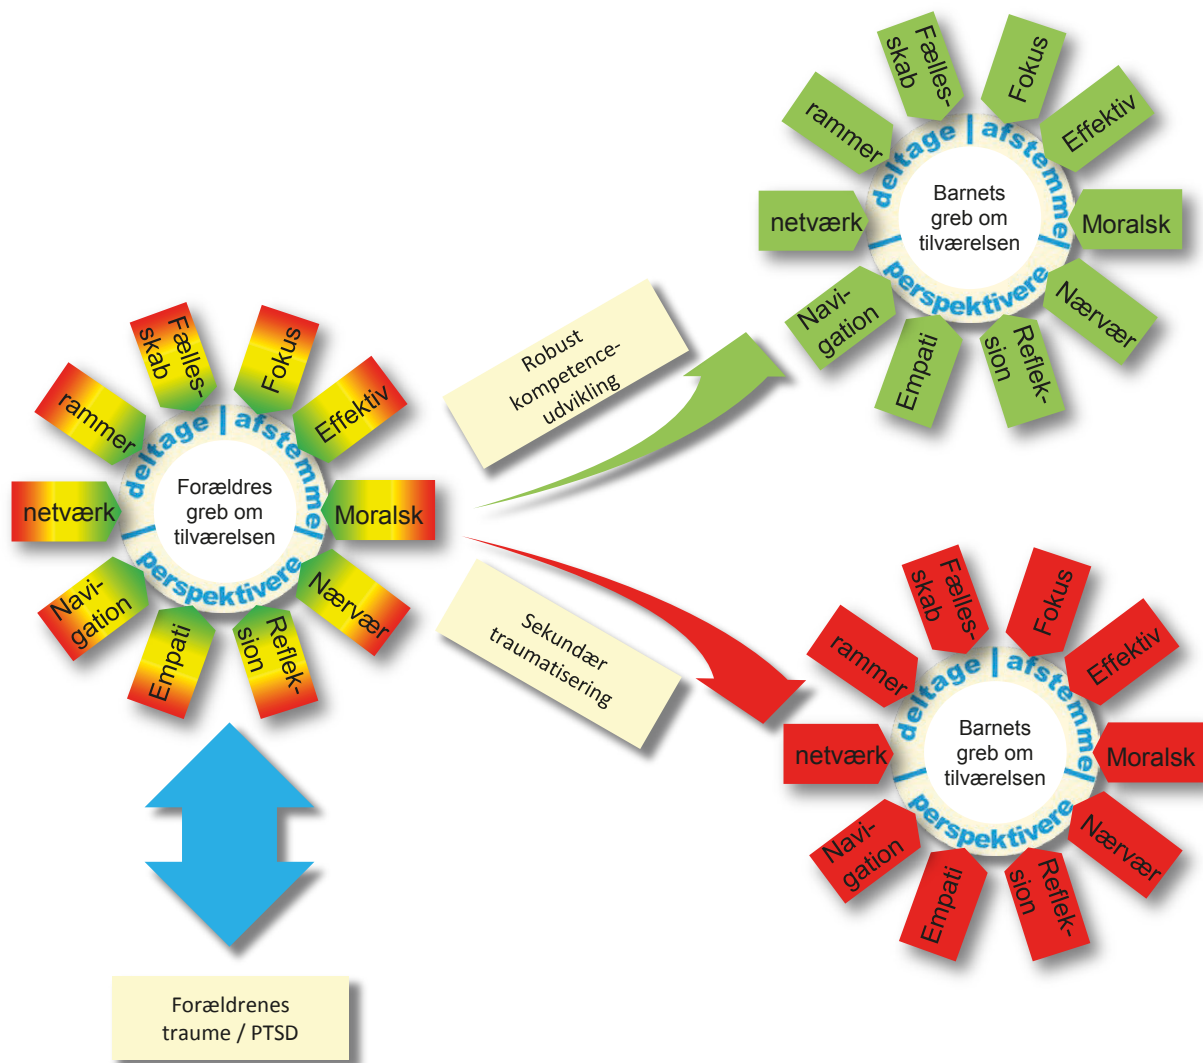 Fælles-
skab
Fokus
Effektiv
Moralsk
Nærvær
Reflek-
sion
Empati
Navi-
gation
netværk
rammer
deltage | afstemme |
perspektivere |
Barnets
greb om
tilværelsen
Robust
kompetence-
udvikling
Fælles-
skab
Fokus
Effektiv
Moralsk
Nærvær
Reflek-
sion
Empati
Navi-
gation
netværk
rammer
deltage | afstemme |
perspektivere |
Forældres
greb om
tilværelsen
Sekundær
traumatisering
Fælles-
skab
Fokus
Effektiv
Moralsk
Nærvær
Reflek-
sion
Empati
Navi-
gation
netværk
rammer
deltage | afstemme |
perspektivere |
Barnets
greb om
tilværelsen
Forældrenes
traume / PTSD